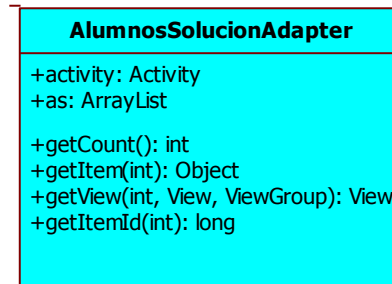 AlumnosSolucionAdapter
+activity: Activity
+as: ArrayList
+getCount(): int
+getItem(int): Object
+getView(int, View, ViewGroup): View
+getItemId(int): long